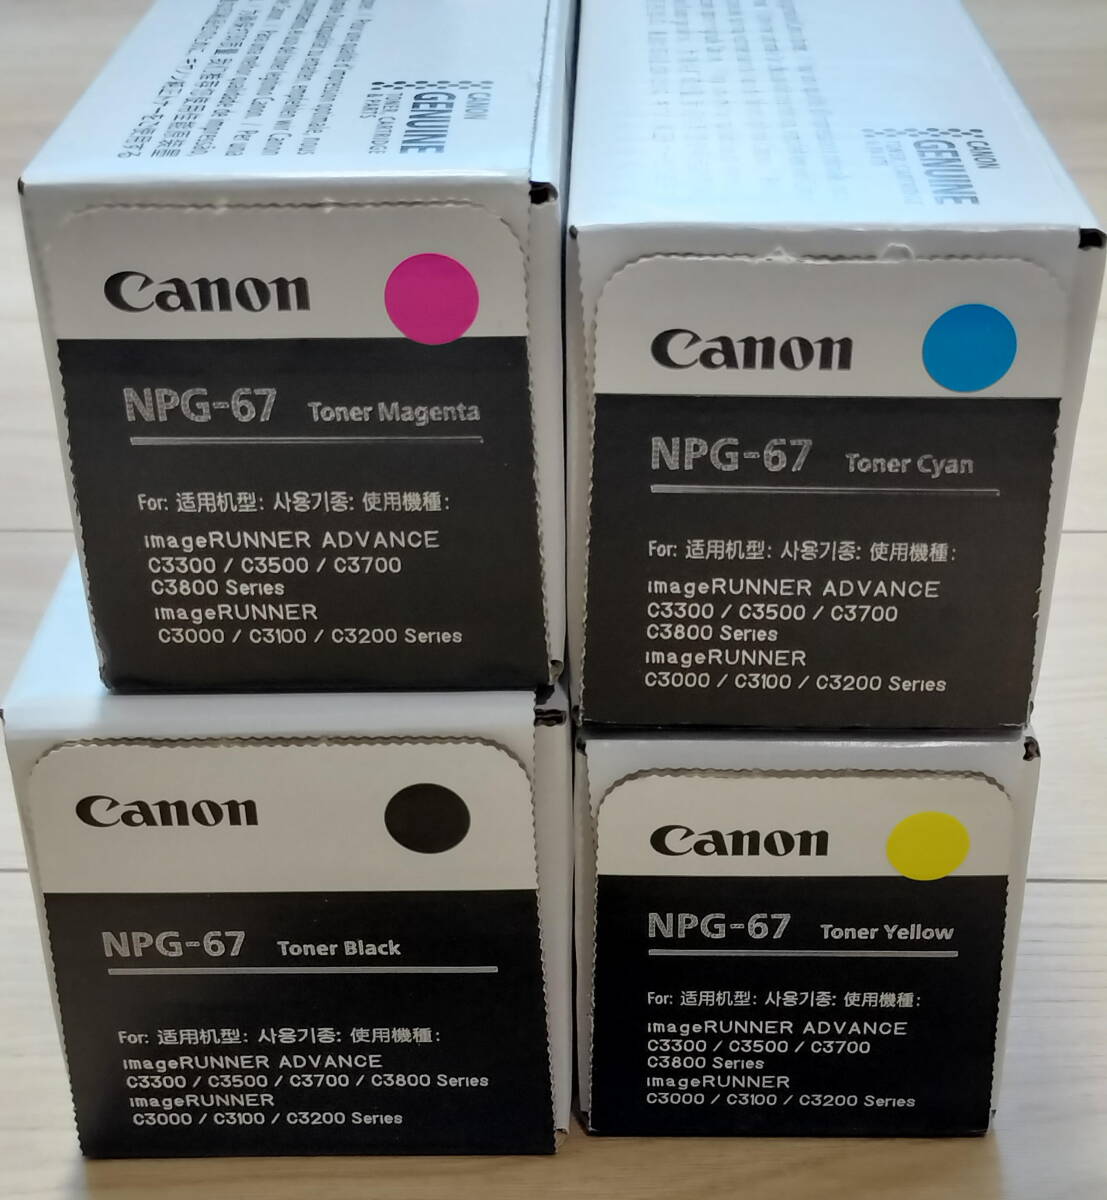 CANON
GENUINE
TONER CARTRIDGE
& PARTS
Canon
NPG-67 Toner Magenta
For: 适用机型: 사용기종: 使用機種:
imageRUNNER ADVANCE
C3300 / C3500 / C3700
C3800 Series
imageRUNNER
C3000 / C3100 / C3200 Series
CANON
GENUINE
Canon
NPG-67 Toner Cyan
For: 适用机型: 사용기종: 使用機種:
imageRUNNER ADVANCE
C3300 / C3500 / C3700
C3800 Series
imageRUNNER
C3000 / C3100 / C3200 Series
Canon
NPG-67 Toner Black
For: 适用机型: 사용기종: 使用機種:
imageRUNNER ADVANCE
C3300 / C3500 / C3700 / C3800 Series
imageRUNNER
C3000 / C3100 / C3200 Series
Canon
NPG-67 Toner Yellow
For: 适用机型: 사용기종: 使用機種:
imageRUNNER ADVANCE
C3300 / C3500 / C3700
C3800 Series
imageRUNNER
C3000 / C3100 / C3200 Series